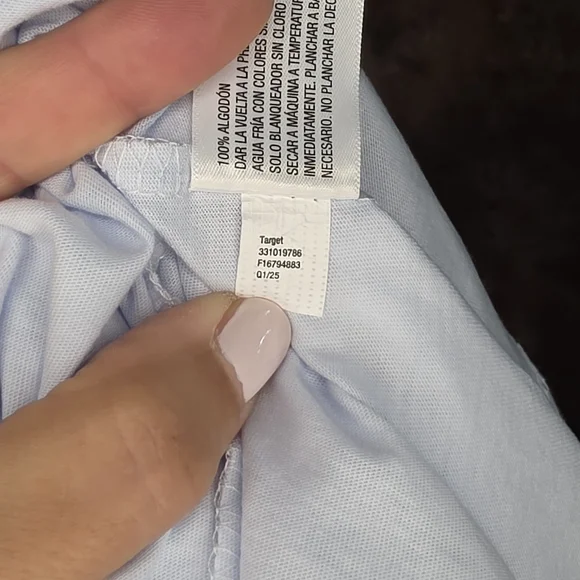 100% ALGODÓN
DAR LA VUELTA A LA
AGUA FRÍA CON COLORES
SOLO BLANQUEADOR SIN CLORO
SECAR A MÁQUINA A TEMPERATUR
INMEDIATAMENTE. PLANCHAR A
NECESARIO. NO PLANCHAR LA
Target
331019786
F16794883
Q1/25